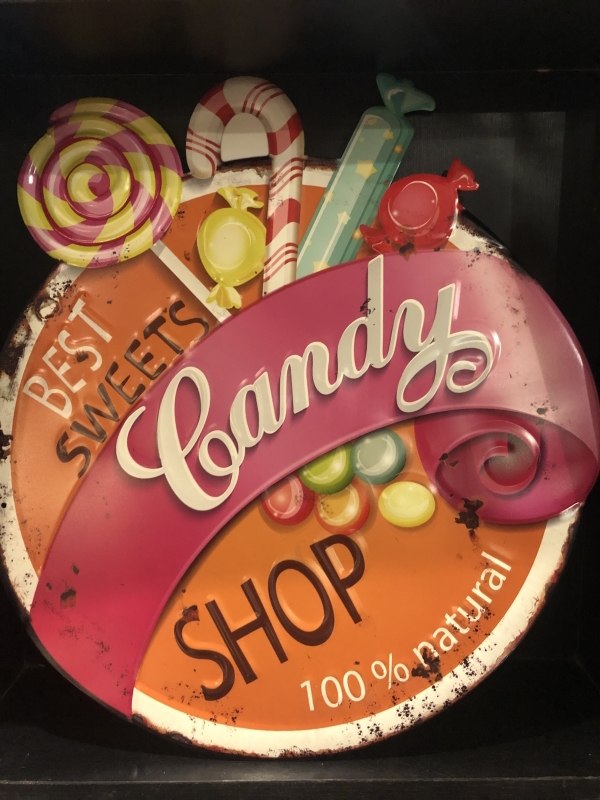 BEST
SWEETS
Candy
SHOP
100 % natural